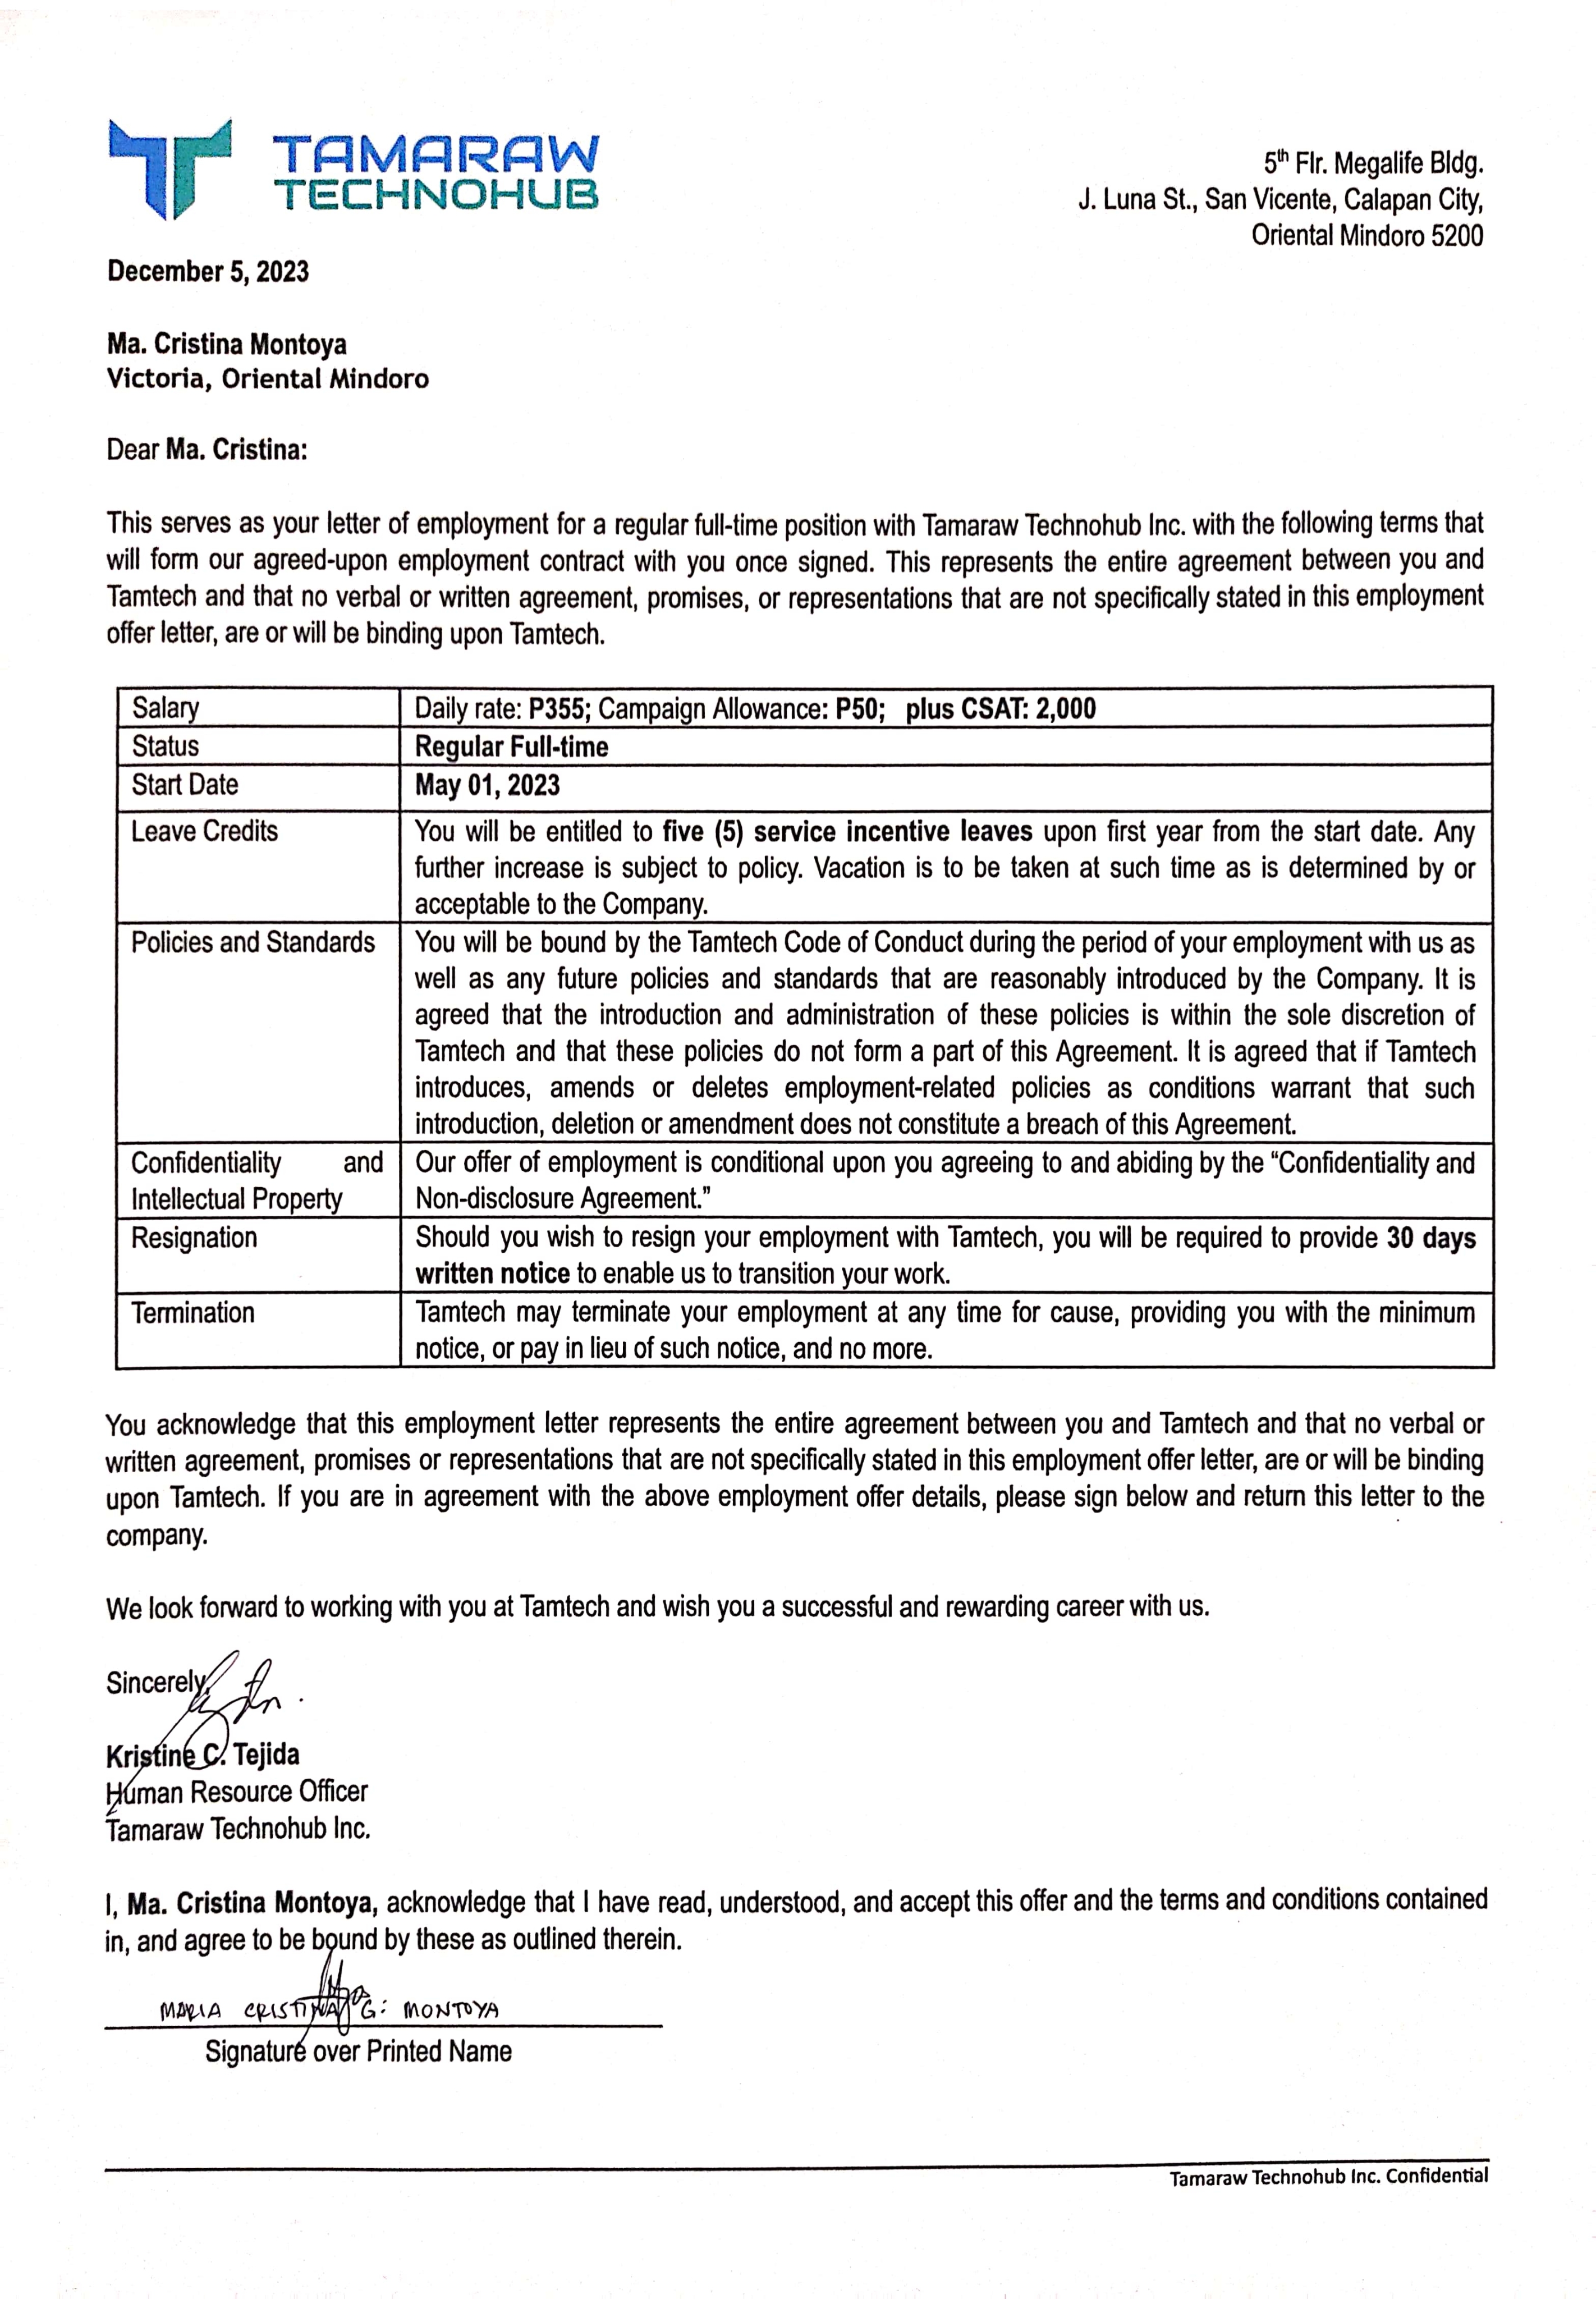 TAMARAW
TECHNOHUB
5th Flr. Megalife Bldg.
J. Luna St., San Vicente, Calapan City,
Oriental Mindoro 5200
December 5, 2023
Ma. Cristina Montoya
Victoria, Oriental Mindoro
Dear Ma. Cristina:
This serves as your letter of employment for a regular full-time position with Tamaraw Technohub Inc. with the following terms that
will form our agreed-upon employment contract with you once signed. This represents the entire agreement between you and
Tamtech and that no verbal or written agreement, promises, or representations that are not specifically stated in this employment
offer letter, are or will be binding upon Tamtech.
Salary
Daily rate: P355; Campaign Allowance: P50; plus CSAT: 2,000
Status
Regular Full-time
Start Date
May 01, 2023
Leave Credits
You will be entitled to five (5) service incentive leaves upon first year from the start date. Any
further increase is subject to policy. Vacation is to be taken at such time as is determined by or
acceptable to the Company.
Policies and Standards
You will be bound by the Tamtech Code of Conduct during the period of your employment with us as
well as any future policies and standards that are reasonably introduced by the Company. It is
agreed that the introduction and administration of these policies is within the sole discretion of
Tamtech and that these policies do not form a part of this Agreement. It is agreed that if Tamtech
introduces, amends or deletes employment-related policies as conditions warrant that such
introduction, deletion or amendment does not constitute a breach of this Agreement.
Confidentiality and
Intellectual Property
Our offer of employment is conditional upon you agreeing to and abiding by the “Confidentiality and
Non-disclosure Agreement.”
Resignation
Should you wish to resign your employment with Tamtech, you will be required to provide 30 days
written notice to enable us to transition your work.
Termination
Tamtech may terminate your employment at any time for cause, providing you with the minimum
notice, or pay in lieu of such notice, and no more.
You acknowledge that this employment letter represents the entire agreement between you and Tamtech and that no verbal or
written agreement, promises or representations that are not specifically stated in this employment offer letter, are or will be binding
upon Tamtech. If you are in agreement with the above employment offer details, please sign below and return this letter to the
company.
We look forward to working with you at Tamtech and wish you a successful and rewarding career with us.
Sincerely,
Kristine C. Tejida
Human Resource Officer
Tamaraw Technohub Inc.
I, Ma. Cristina Montoya, acknowledge that I have read, understood, and accept this offer and the terms and conditions contained
in, and agree to be bound by these as outlined therein.
MARIA CRISTINA G. MONTOYA
Signature over Printed Name
Tamaraw Technohub Inc. Confidential